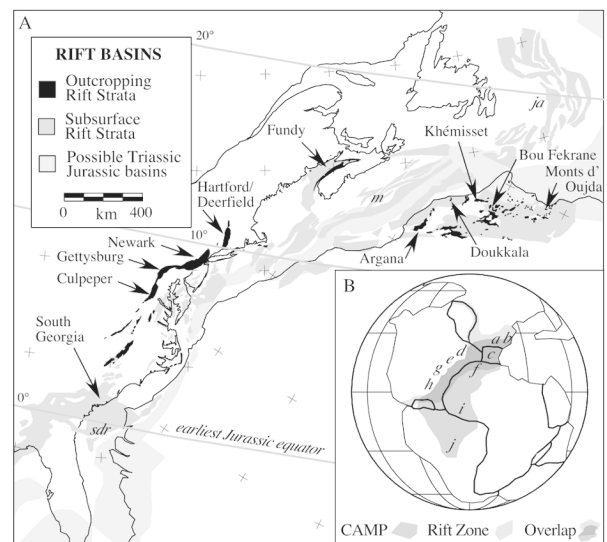 A
RIFT BASINS
Outcropping
Rift Strata
Subsurface
Rift Strata
Possible Triassic
Jurassic basins
0 km 400
20°
ja
Khémisset
Bou Fekrane
Monts d'
Oujda
Fundy
m
Hartford/
Deerfield
10°
Newark
Gettysburg
Culpeper
Argana
Doukkala
South
Georgia
0°
sdr
earliest Jurassic equator
B
a b
c
d
e
f
g
h
i
j
CAMP Rift Zone Overlap